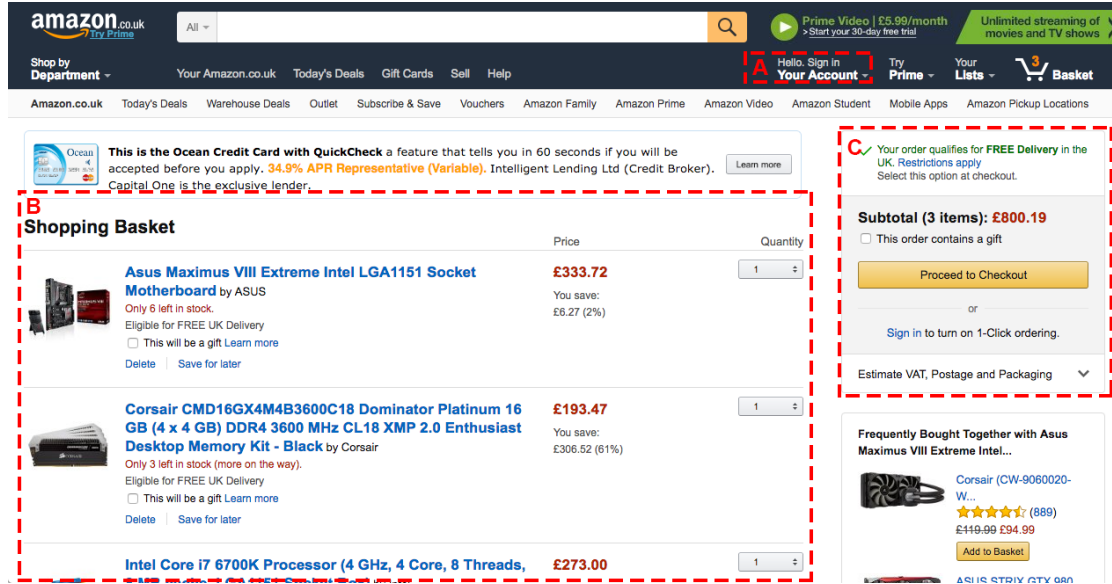 amazon.co.uk
Try Prime
All
Prime Video | £5.99/month
>Start your 30-day free trial
Unlimited streaming of
movies and TV shows
Shop by
Department
Your Amazon.co.uk Today's Deals Gift Cards Sell Help
A
Hello. Sign in
Your Account
Try
Prime
Your
Lists
3
Basket
Amazon.co.uk Today's Deals Warehouse Deals Outlet Subscribe & Save Vouchers Amazon Family Amazon Prime Amazon Video Amazon Student Mobile Apps Amazon Pickup Locations
Ocean
This is the Ocean Credit Card with QuickCheck a feature that tells you in 60 seconds if you will be
accepted before you apply. 34.9% APR Representative (Variable). Intelligent Lending Ltd (Credit Broker).
Capital One is the exclusive lender.
Learn more
B
Shopping Basket
Price Quantity
Asus Maximus VIII Extreme Intel LGA1151 Socket
Motherboard by ASUS
Only 6 left in stock.
Eligible for FREE UK Delivery
This will be a gift Learn more
Delete Save for later
£333.72
You save:
£6.27 (2%)
1
Corsair CMD16GX4M4B3600C18 Dominator Platinum 16
GB (4 x 4 GB) DDR4 3600 MHz CL18 XMP 2.0 Enthusiast
Desktop Memory Kit - Black by Corsair
Only 3 left in stock (more on the way).
Eligible for FREE UK Delivery
This will be a gift Learn more
Delete Save for later
£193.47
You save:
£306.52 (61%)
1
Intel Core i7 6700K Processor (4 GHz, 4 Core, 8 Threads,
£273.00
1
C
Your order qualifies for FREE Delivery in the
UK. Restrictions apply
Select this option at checkout.
Subtotal (3 items): £800.19
This order contains a gift
Proceed to Checkout
or
Sign in to turn on 1-Click ordering.
Estimate VAT, Postage and Packaging
Frequently Bought Together with Asus
Maximus VIII Extreme Intel...
Corsair (CW-9060020-
W...
(889)
£119.99 £94.99
Add to Basket
ASUS STRIX GTX 980